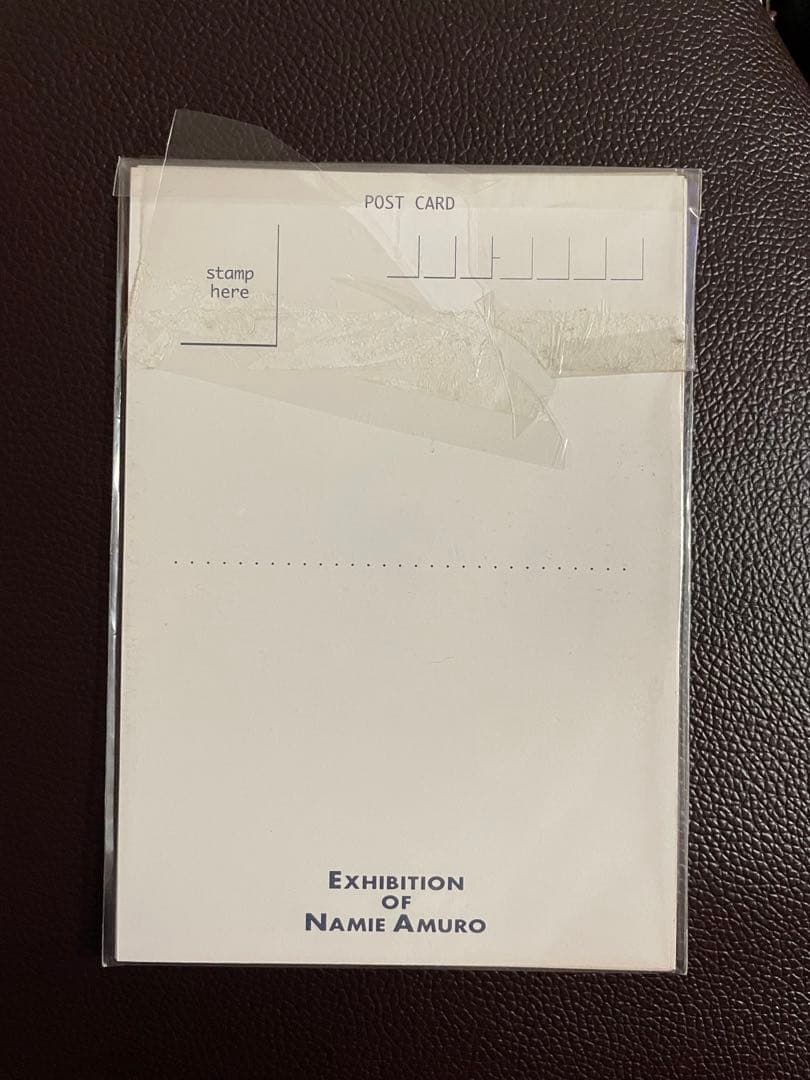 POST CARD
stamp
here
EXHIBITION
OF
NAMIE AMURO